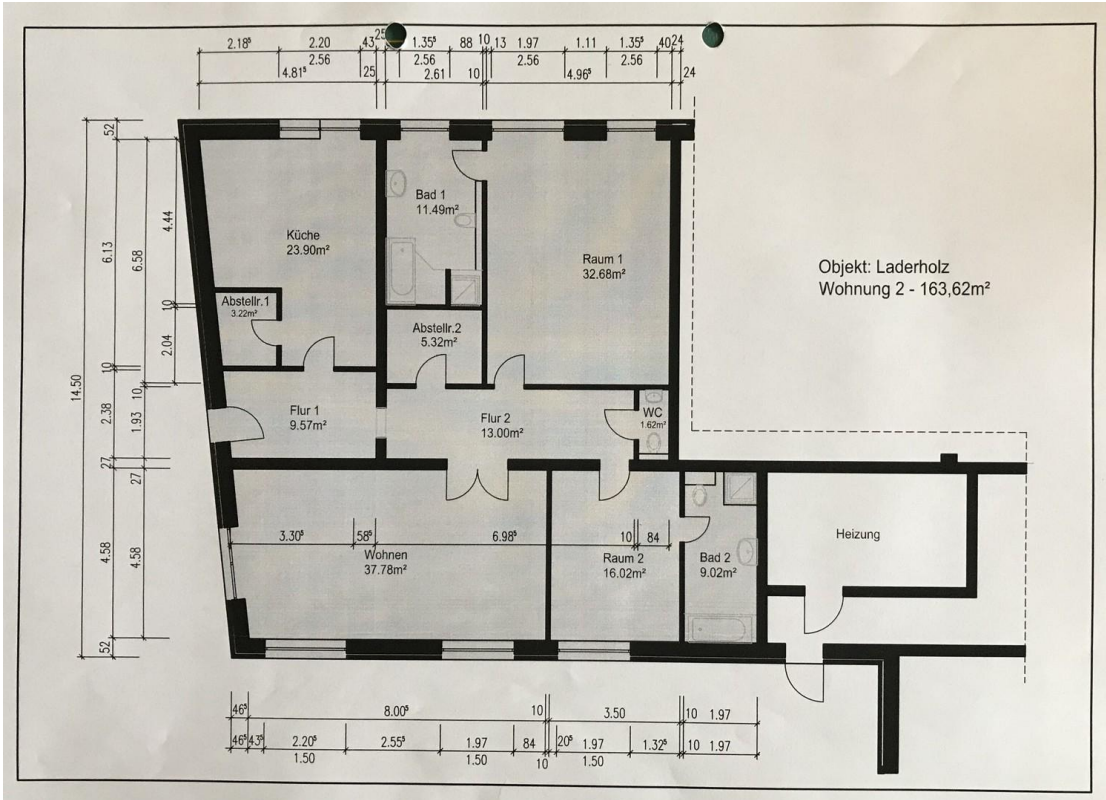 25
2.18⁵ 2.20 43 1.35⁵ 88 10 13 1.97 1.11 1.35⁵ 40 24
2.56 2.56 2.56 2.56
4.81⁵ 25 2.61 10 4.96⁵ 24
52
4.44
6.13
6.58
10
2.04
10
14.50
2.38
10
1.93
27
27
4.58
4.58
52
Küche
23.90m²
Bad 1
11.49m²
Raum 1
32.68m²
Abstellr.1
3.22m²
Abstellr.2
5.32m²
Flur 1
9.57m²
Flur 2
13.00m²
WC
1.62m²
Objekt: Laderholz
Wohnung 2 - 163,62m²
3.30⁵ 58⁵ 6.98⁵ 10 84
Wohnen
37.78m²
Raum 2
16.02m²
Bad 2
9.02m²
Heizung
46⁵ 8.00⁵ 10 3.50 10 1.97
46⁵ 43⁵ 2.20⁵ 2.55⁵ 1.97 84 20⁵ 1.97 1.32⁵ 10 1.97
1.50 1.50 10 1.50